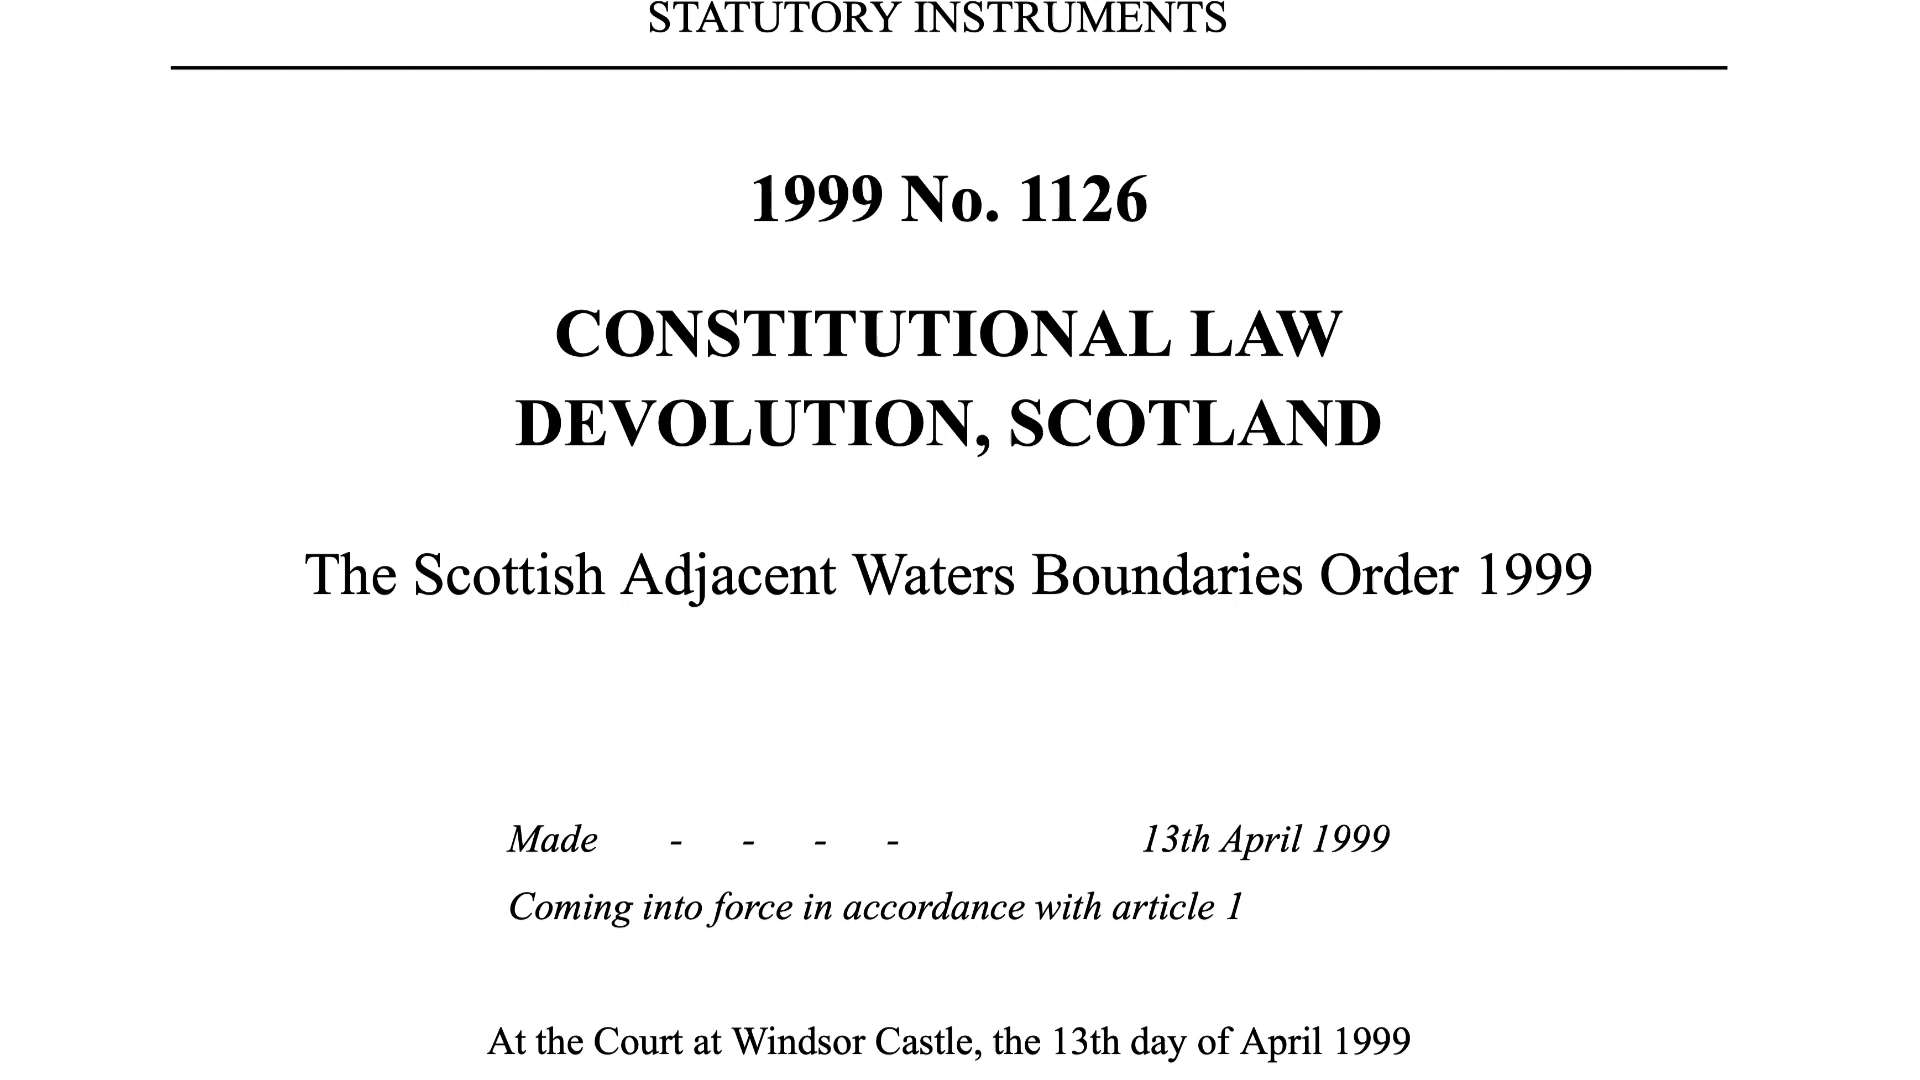 STATUTORY INSTRUMENTS
1999 No. 1126
CONSTITUTIONAL LAW
DEVOLUTION, SCOTLAND
The Scottish Adjacent Waters Boundaries Order 1999
Made - - - - 13th April 1999
Coming into force in accordance with article 1
At the Court at Windsor Castle, the 13th day of April 1999